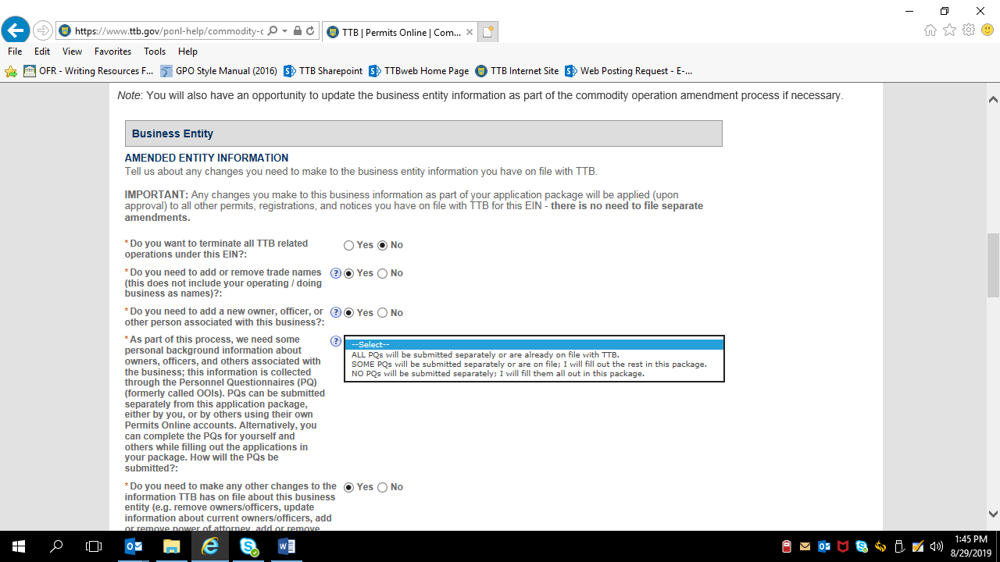 https://www.ttb.gov/ponl-help/commodity-c
TTB | Permits Online | Com...
File Edit View Favorites Tools Help
OFR - Writing Resources F... GPO Style Manual (2016) TTB Sharepoint TTBweb Home Page TTB Internet Site Web Posting Request - E-...
Note: You will also have an opportunity to update the business entity information as part of the commodity operation amendment process if necessary.
Business Entity
AMENDED ENTITY INFORMATION
Tell us about any changes you need to make to the business entity information you have on file with TTB.
IMPORTANT: Any changes you make to this business information as part of your application package will be applied (upon
approval) to all other permits, registrations, and notices you have on file with TTB for this EIN - there is no need to file separate
amendments.
* Do you want to terminate all TTB related
operations under this EIN?:
Yes No
* Do you need to add or remove trade names
(this does not include your operating / doing
business as names)?:
? Yes No
* Do you need to add a new owner, officer, or
other person associated with this business?:
? Yes No
* As part of this process, we need some
personal background information about
owners, officers, and others associated with
the business; this information is collected
through the Personnel Questionnaires (PQ)
(formerly called OOIs). PQs can be submitted
separately from this application package,
either by you, or by others using their own
Permits Online accounts. Alternatively, you
can complete the PQs for yourself and
others while filling out the applications in
your package. How will the PQs be
submitted?:
?
--Select--
ALL PQs will be submitted separately or are already on file with TTB.
SOME PQs will be submitted separately or are on file; I will fill out the rest in this package.
NO PQs will be submitted separately; I will fill them all out in this package.
* Do you need to make any other changes to the
information TTB has on file about this business
entity (e.g. remove owners/officers, update
information about current owners/officers, add
or remove power of attorney, add or remove
Yes No
1:45 PM
8/29/2019